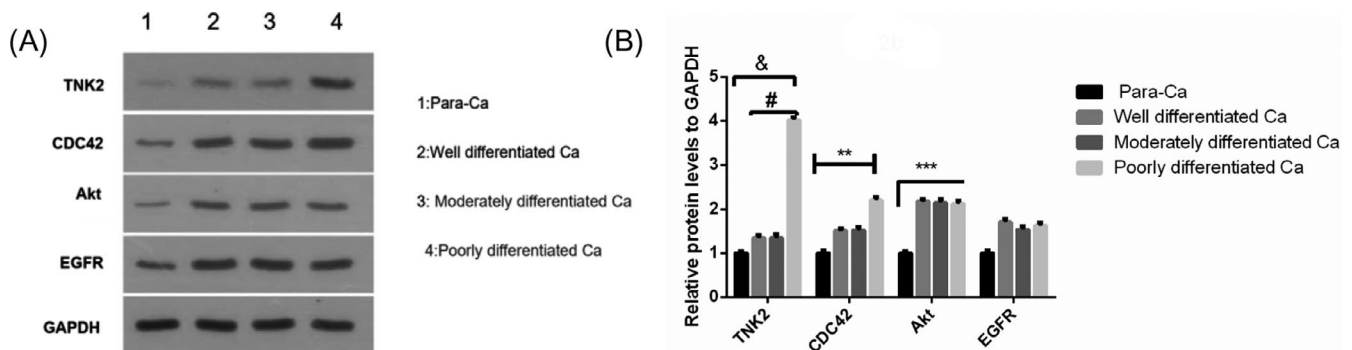 (A)
1 2 3 4
TNK2
CDC42
Akt
EGFR
GAPDH
1:Para-Ca
2:Well differentiated Ca
3: Moderately differentiated Ca
4:Poorly differentiated Ca
(B)
2b
Relative protein levels to GAPDH
5
4
3
2
1
0
&
#
**
***
TNK2
CDC42
Akt
EGFR
Para-Ca
Well differentiated Ca
Moderately differentiated Ca
Poorly differentiated Ca